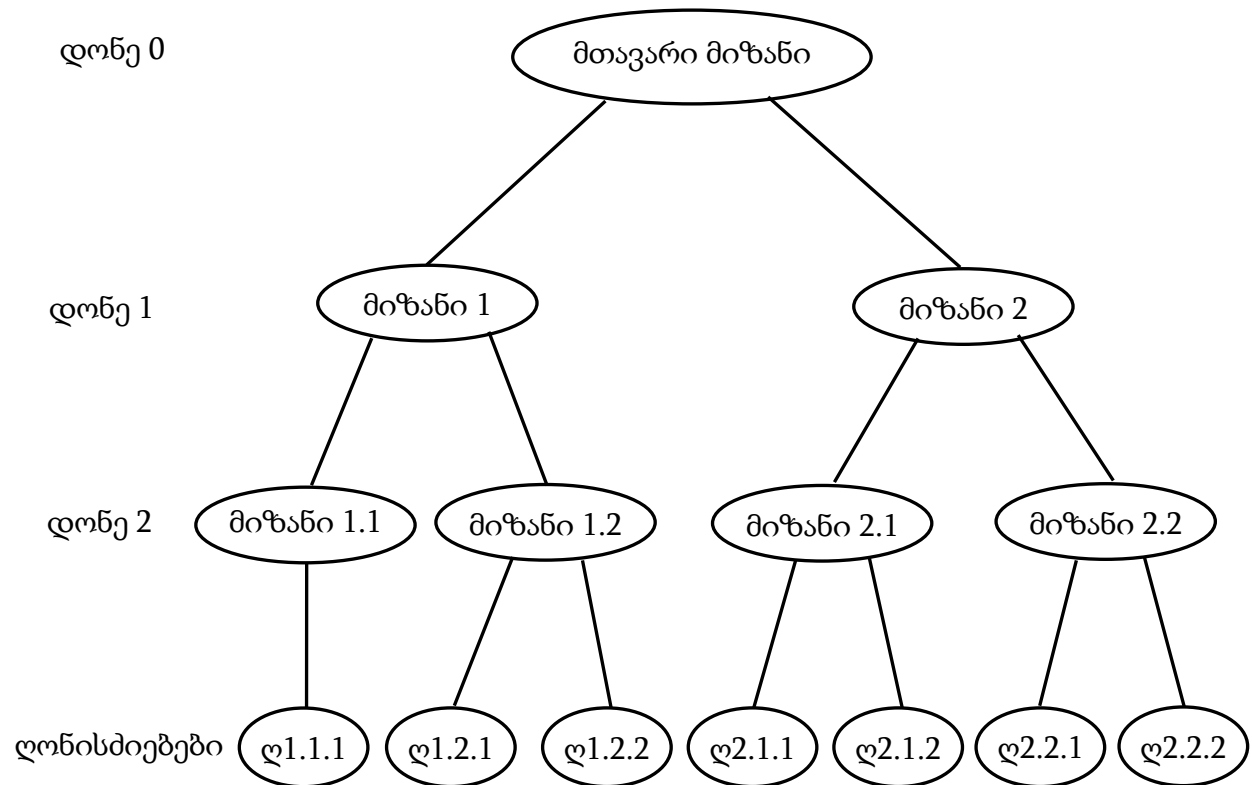 დონე 0 მთავარი მიზანი
დონე 1 მიზანი 1 მიზანი 2
დონე 2 მიზანი 1.1 მიზანი 1.2 მიზანი 2.1 მიზანი 2.2
ღონისძიებები ღ1.1.1 ღ1.2.1 ღ1.2.2 ღ2.1.1 ღ2.1.2 ღ2.2.1 ღ2.2.2